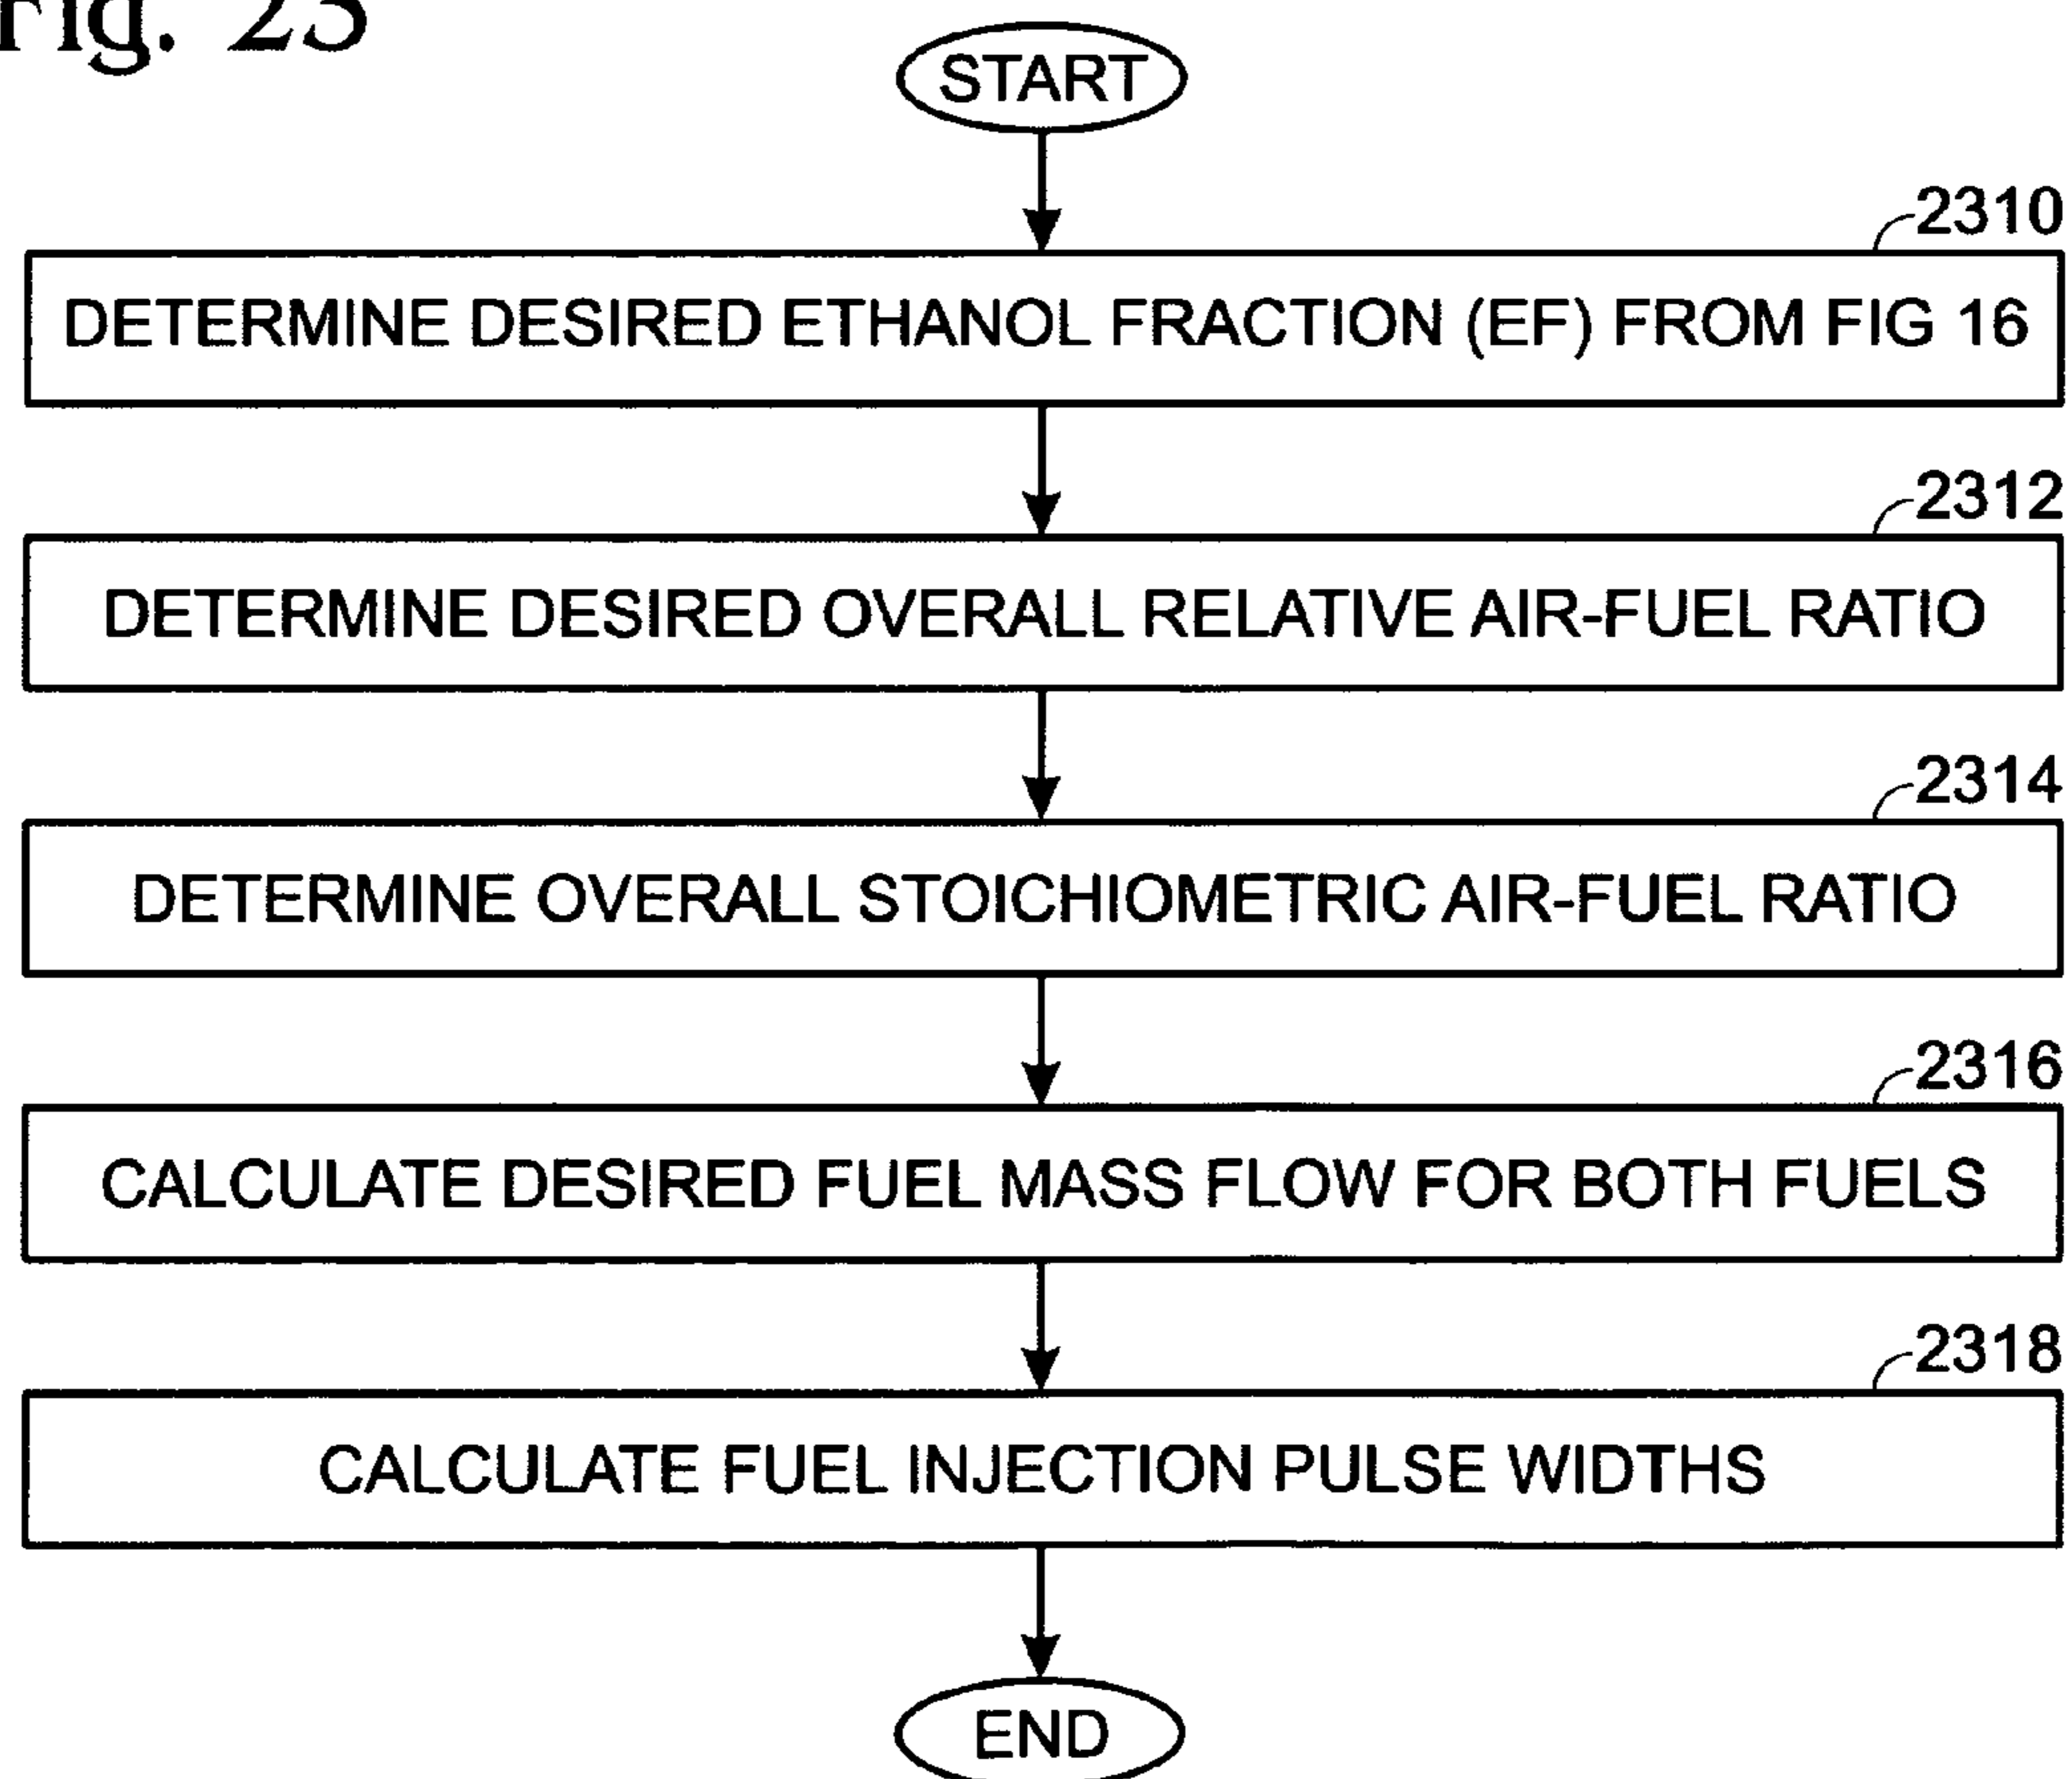 Fig. 23
START
2310
DETERMINE DESIRED ETHANOL FRACTION (EF) FROM FIG 16
2312
DETERMINE DESIRED OVERALL RELATIVE AIR-FUEL RATIO
2314
DETERMINE OVERALL STOICHIOMETRIC AIR-FUEL RATIO
2316
CALCULATE DESIRED FUEL MASS FLOW FOR BOTH FUELS
2318
CALCULATE FUEL INJECTION PULSE WIDTHS
END